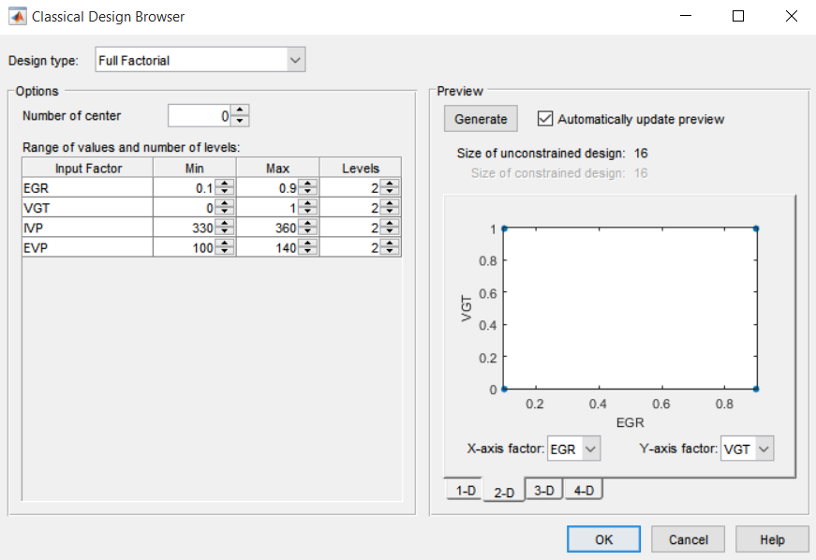 Classical Design Browser
Design type: Full Factorial
Options
Number of center 0
Range of values and number of levels:
Input Factor Min Max Levels
EGR 0.1 0.9 2
VGT 0 1 2
IVP 330 360 2
EVP 100 140 2
Preview
Generate Automatically update preview
Size of unconstrained design: 16
Size of constrained design: 16
1
0.8
0.6
0.4
0.2
0
VGT
0.2 0.4 0.6 0.8
EGR
X-axis factor: EGR Y-axis factor: VGT
1-D 2-D 3-D 4-D
OK Cancel Help